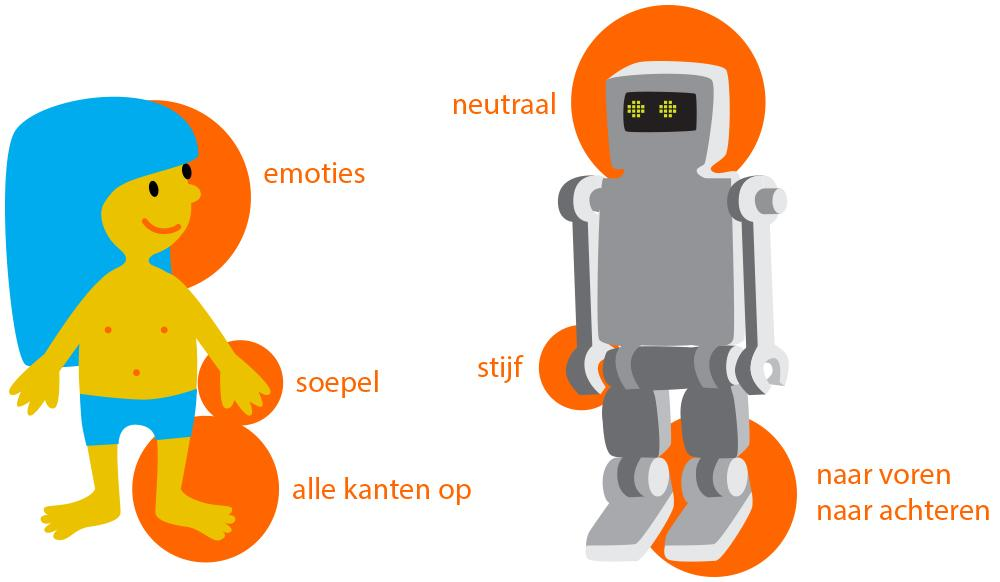 emoties
soepel
alle kanten op
neutraal
stijf
naar voren
naar achteren